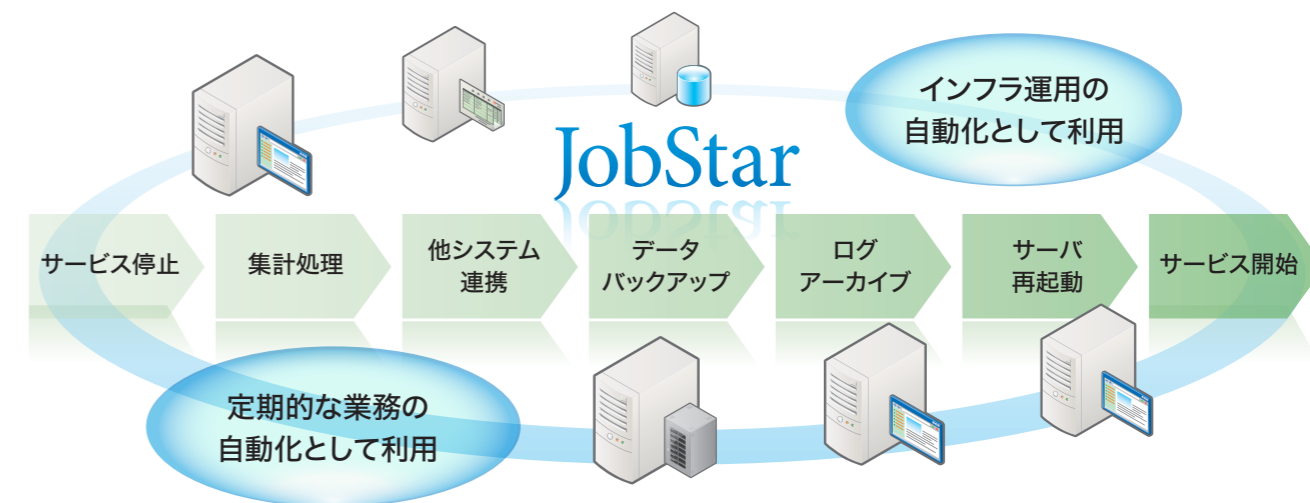 インフラ運用の
自動化として利用
JobStar
サービス停止
集計処理
他システム
連携
データ
バックアップ
ログ
アーカイブ
サーバ
再起動
サービス開始
定期的な業務の
自動化として利用